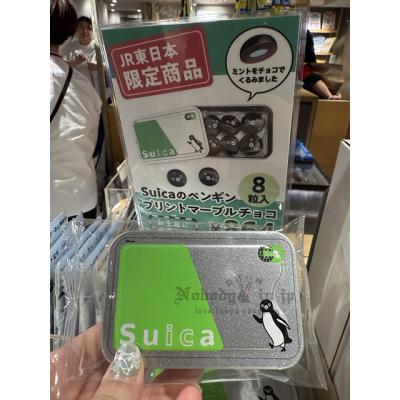 JR東日本
限定商品
ミントをチョコで
くるみました
Suica
Suicaのペンギン
プリントマーブルチョコ
8
粒入
¥864
Nobody
.jp
Suica